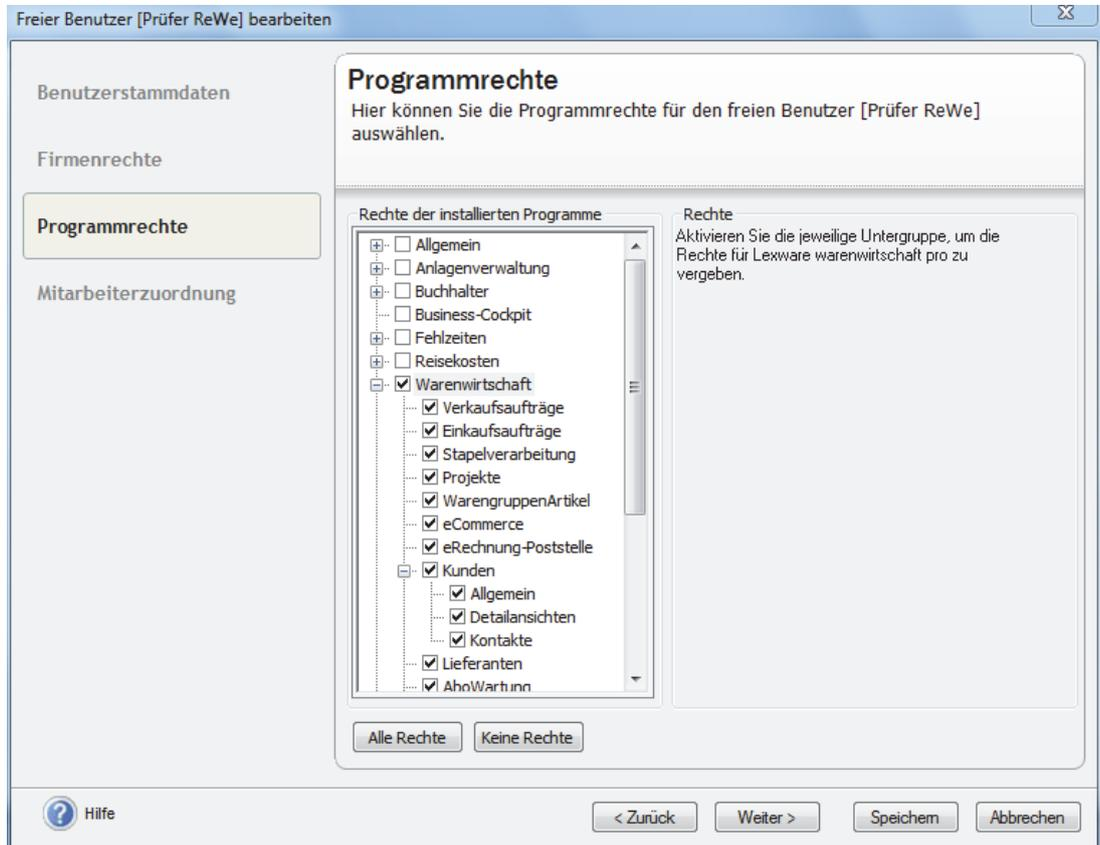 Freier Benutzer [Prüfer ReWe] bearbeiten
Benutzerstammdaten
Firmenrechte
Programmrechte
Mitarbeiterzuordnung
Programmrechte
Hier können Sie die Programmrechte für den freien Benutzer [Prüfer ReWe]
auswählen.
Rechte der installierten Programme
Allgemein
Anlagenverwaltung
Buchhalter
Business-Cockpit
Fehlzeiten
Reisekosten
Warenwirtschaft
Verkaufsaufträge
Einkaufsaufträge
Stapelverarbeitung
Projekte
WarengruppenArtikel
eCommerce
eRechnung-Poststelle
Kunden
Allgemein
Detailansichten
Kontakte
Lieferanten
AboWartung
Rechte
Aktivieren Sie die jeweilige Untergruppe, um die
Rechte für Lexware warenwirtschaft pro zu
vergeben.
Alle Rechte
Keine Rechte
Hilfe
< Zurück
Weiter >
Speichern
Abbrechen